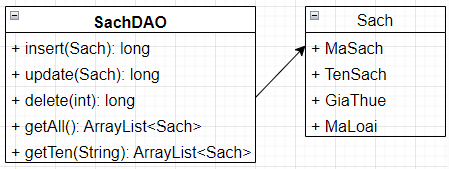 SachDAO
+ insert(Sach): long
+ update(Sach): long
+ delete(int): long
+ getAll(): ArrayList<Sach>
+ getTen(String): ArrayList<Sach>
Sach
+ MaSach
+ TenSach
+ GiaThue
+ MaLoai